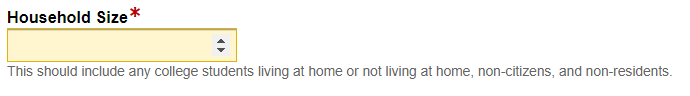 Household Size*
This should include any college students living at home or not living at home, non-citizens, and non-residents.